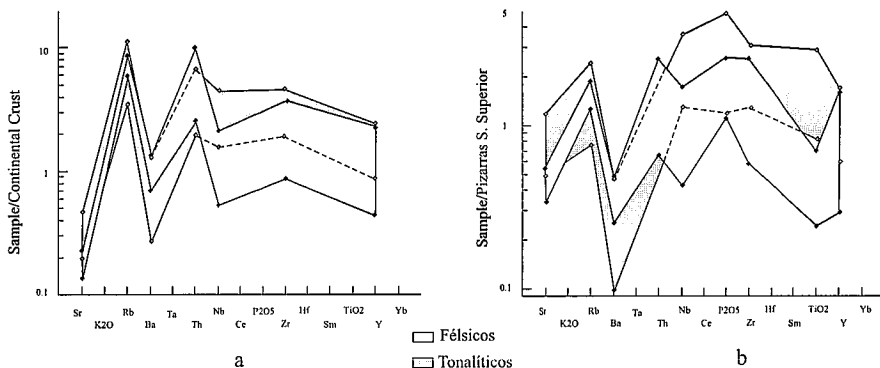 10
1
0.1
Sample/Continental Crust
Sr Rb Ba Ta Th Nb Ce P2O5 Zr Hf Sm TiO2 Y Yb
K2O
a
5
1
0.5
0.1
Sample/Pizarras S. Superior
Sr Rb Ba Ta Th Nb Ce P2O5 Zr Hf Sm TiO2 Y Yb
K2O
b
Félsicos
Tonalíticos